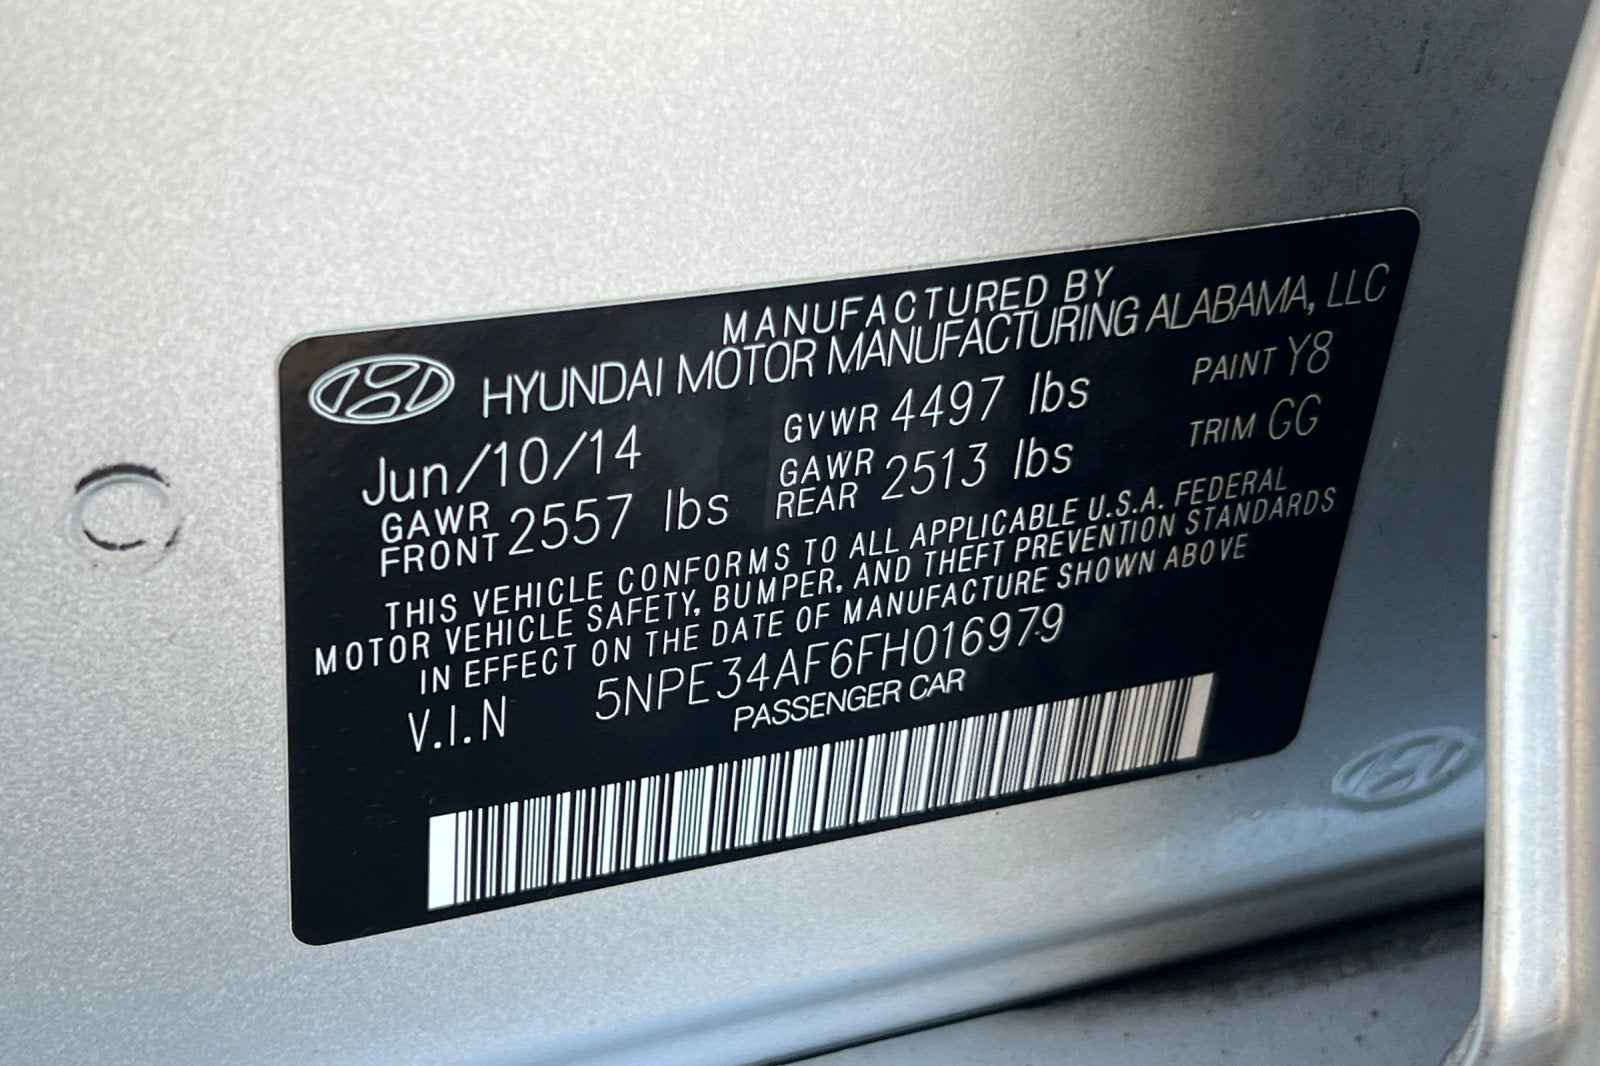 MANUFACTURED BY
HYUNDAI MOTOR MANUFACTURING ALABAMA, LLC
Jun/10/14 GVWR 4497 lbs PAINT Y8
GAWR FRONT 2557 lbs GAWR REAR 2513 lbs TRIM GG
THIS VEHICLE CONFORMS TO ALL APPLICABLE U.S.A. FEDERAL
MOTOR VEHICLE SAFETY, BUMPER, AND THEFT PREVENTION STANDARDS
IN EFFECT ON THE DATE OF MANUFACTURE SHOWN ABOVE
V.I.N 5NPE34AF6FH016979
PASSENGER CAR